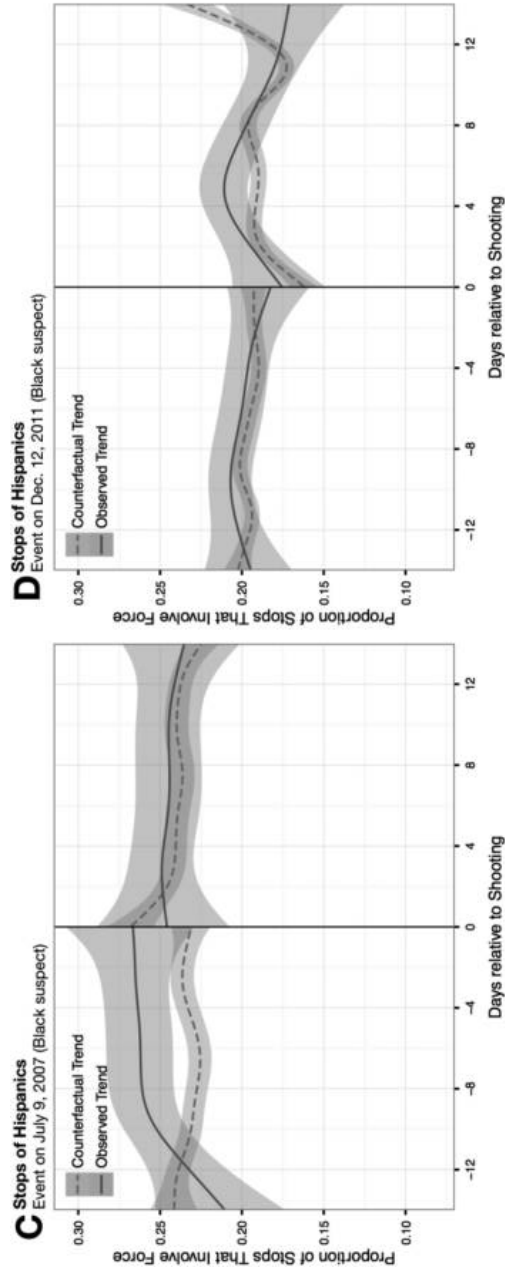 C Stops of Hispanics
Event on July 9, 2007 (Black suspect)
Counterfactual Trend
Observed Trend
Proportion of Stops That Involve Force
0.30
0.25
0.20
0.15
0.10
−12
−8
−4
0
4
8
12
Days relative to Shooting
D Stops of Hispanics
Event on Dec. 12, 2011 (Black suspect)
Counterfactual Trend
Observed Trend
Proportion of Stops That Involve Force
0.30
0.25
0.20
0.15
0.10
−12
−8
−4
0
4
8
12
Days relative to Shooting